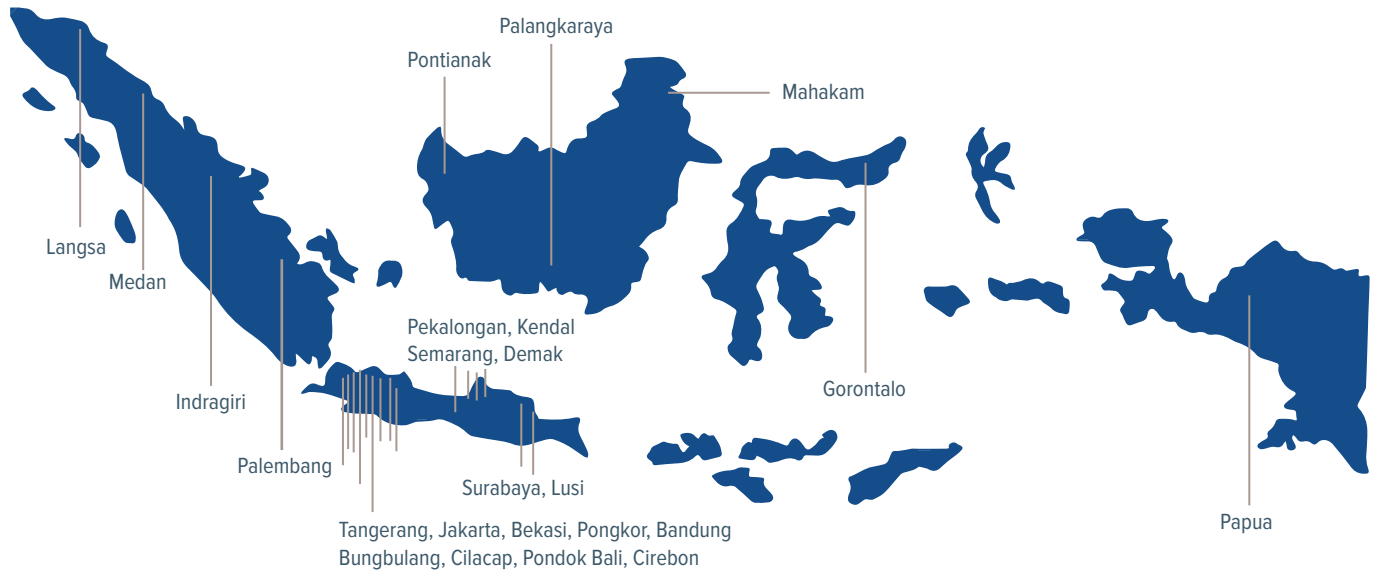 Palangkaraya
Pontianak
Mahakam
Langsa
Medan
Pekalongan, Kendal
Semarang, Demak
Gorontalo
Indragiri
Palembang
Surabaya, Lusi
Papua
Tangerang, Jakarta, Bekasi, Pongkor, Bandung
Bungbulang, Cilacap, Pondok Bali, Cirebon